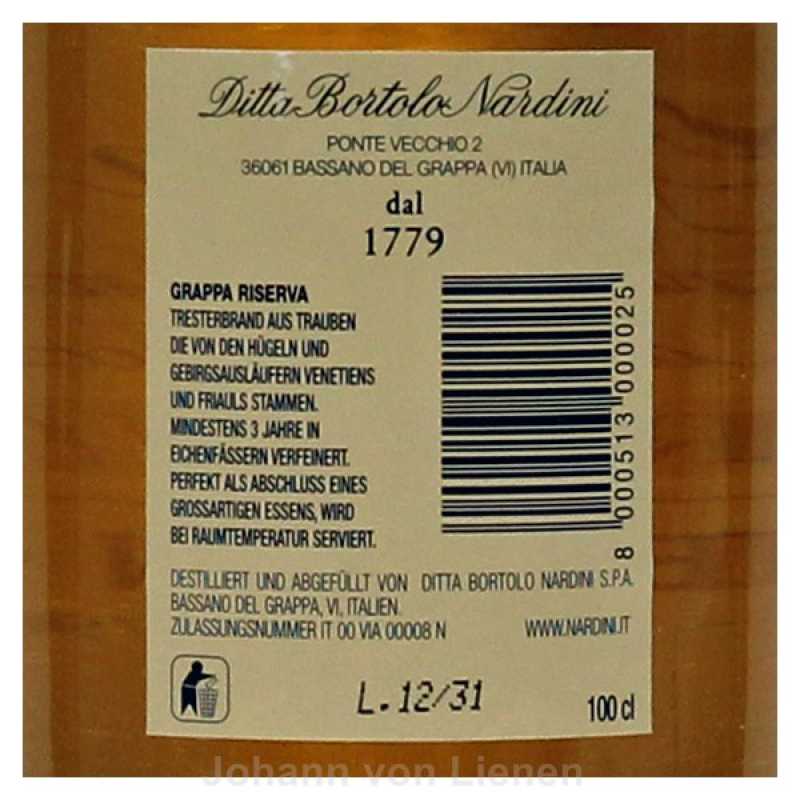 Ditta Bortolo Nardini
PONTE VECCHIO 2
36061 BASSANO DEL GRAPPA (VI) ITALIA
dal
1779
GRAPPA RISERVA
TRESTERBRAND AUS TRAUBEN
DIE VON DEN HÜGELN UND
GEBIRGSAUSLÄUFERN VENETIENS
UND FRIAULS STAMMEN.
MINDESTENS 3 JAHRE IN
EICHENFÄSSERN VERFEINERT.
PERFEKT ALS ABSCHLUSS EINES
GROSSARTIGEN ESSENS, WIRD
BEI RAUMTEMPERATUR SERVIERT.
8 000513 000025
DESTILLIERT UND ABGEFÜLLT VON DITTA BORTOLO NARDINI S.P.A.
BASSANO DEL GRAPPA, VI, ITALIEN.
ZULASSUNGSNUMMER IT 00 VIA 00008 N WWW.NARDINI.IT
L.12/31
100 cl
Johann von Lienen